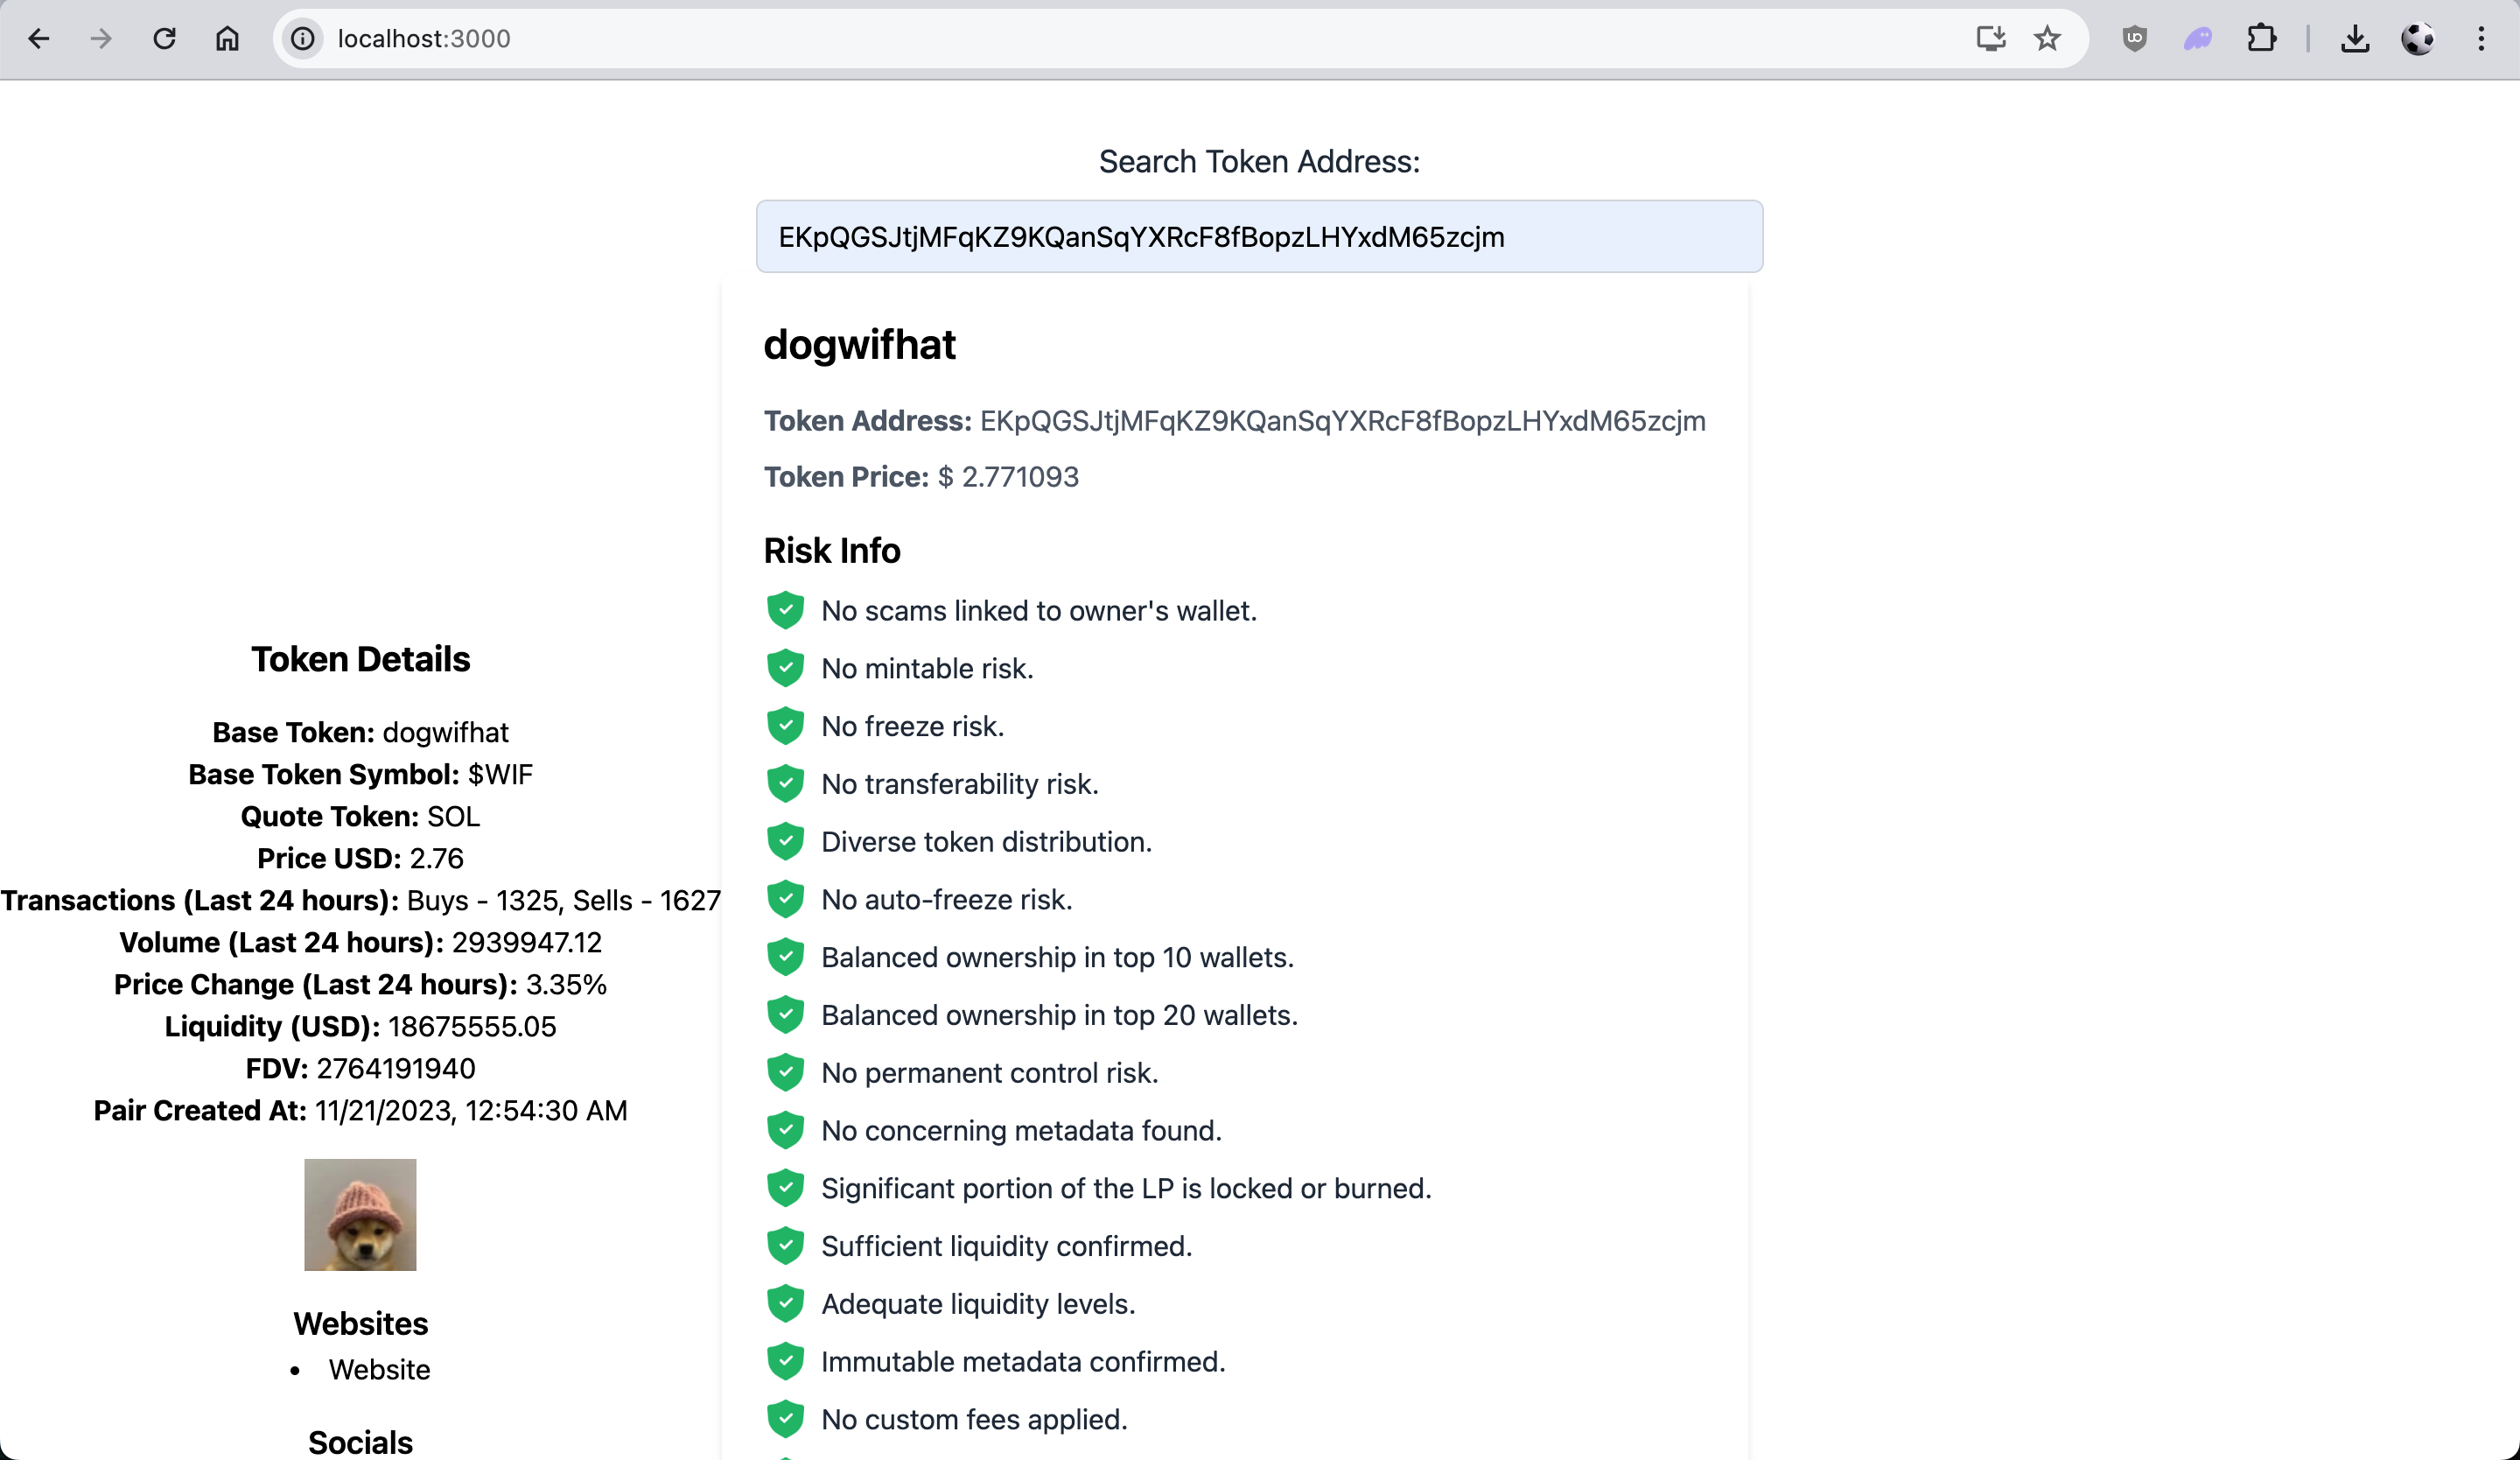 localhost:3000
Search Token Address:
EKpQGSJtjMFqKZ9KQanSqYXRcF8fBopzLHYxdM65zcjm
dogwifhat
Token Address: EKpQGSJtjMFqKZ9KQanSqYXRcF8fBopzLHYxdM65zcjm
Token Price: $ 2.771093
Risk Info
No scams linked to owner's wallet.
No mintable risk.
No freeze risk.
No transferability risk.
Diverse token distribution.
No auto-freeze risk.
Balanced ownership in top 10 wallets.
Balanced ownership in top 20 wallets.
No permanent control risk.
No concerning metadata found.
Significant portion of the LP is locked or burned.
Sufficient liquidity confirmed.
Adequate liquidity levels.
Immutable metadata confirmed.
No custom fees applied.
Token Details
Base Token: dogwifhat
Base Token Symbol: $WIF
Quote Token: SOL
Price USD: 2.76
Transactions (Last 24 hours): Buys - 1325, Sells - 1627
Volume (Last 24 hours): 2939947.12
Price Change (Last 24 hours): 3.35%
Liquidity (USD): 18675555.05
FDV: 2764191940
Pair Created At: 11/21/2023, 12:54:30 AM
Websites
• Website
Socials